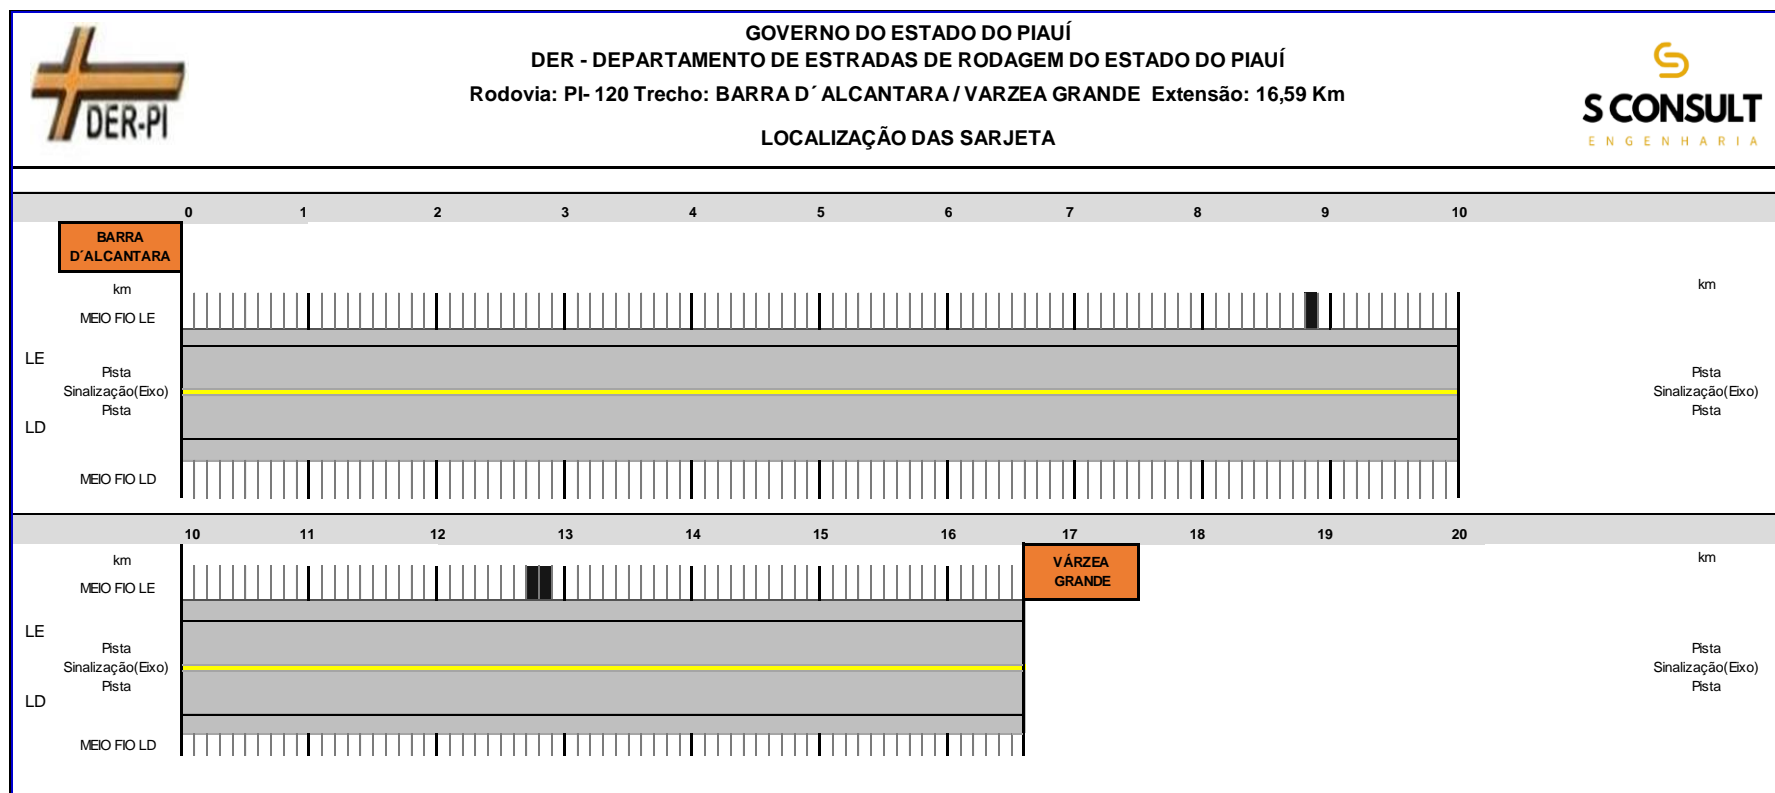 GOVERNO DO ESTADO DO PIAUÍ
DER - DEPARTAMENTO DE ESTRADAS DE RODAGEM DO ESTADO DO PIAUÍ
Rodovia: PI- 120 Trecho: BARRA D´ ALCANTARA / VARZEA GRANDE Extensão: 16,59 Km
LOCALIZAÇÃO DAS SARJETA
DER-PI
S CONSULT
ENGENHARIA
0 1 2 3 4 5 6 7 8 9 10
BARRA
D´ALCANTARA
km km
MEIO FIO LE
LE
Pista Pista
Sinalização(Eixo) Sinalização(Eixo)
Pista Pista
LD
MEIO FIO LD
10 11 12 13 14 15 16 17 18 19 20
VÁRZEA
GRANDE
km km
MEIO FIO LE
LE
Pista Pista
Sinalização(Eixo) Sinalização(Eixo)
Pista Pista
LD
MEIO FIO LD